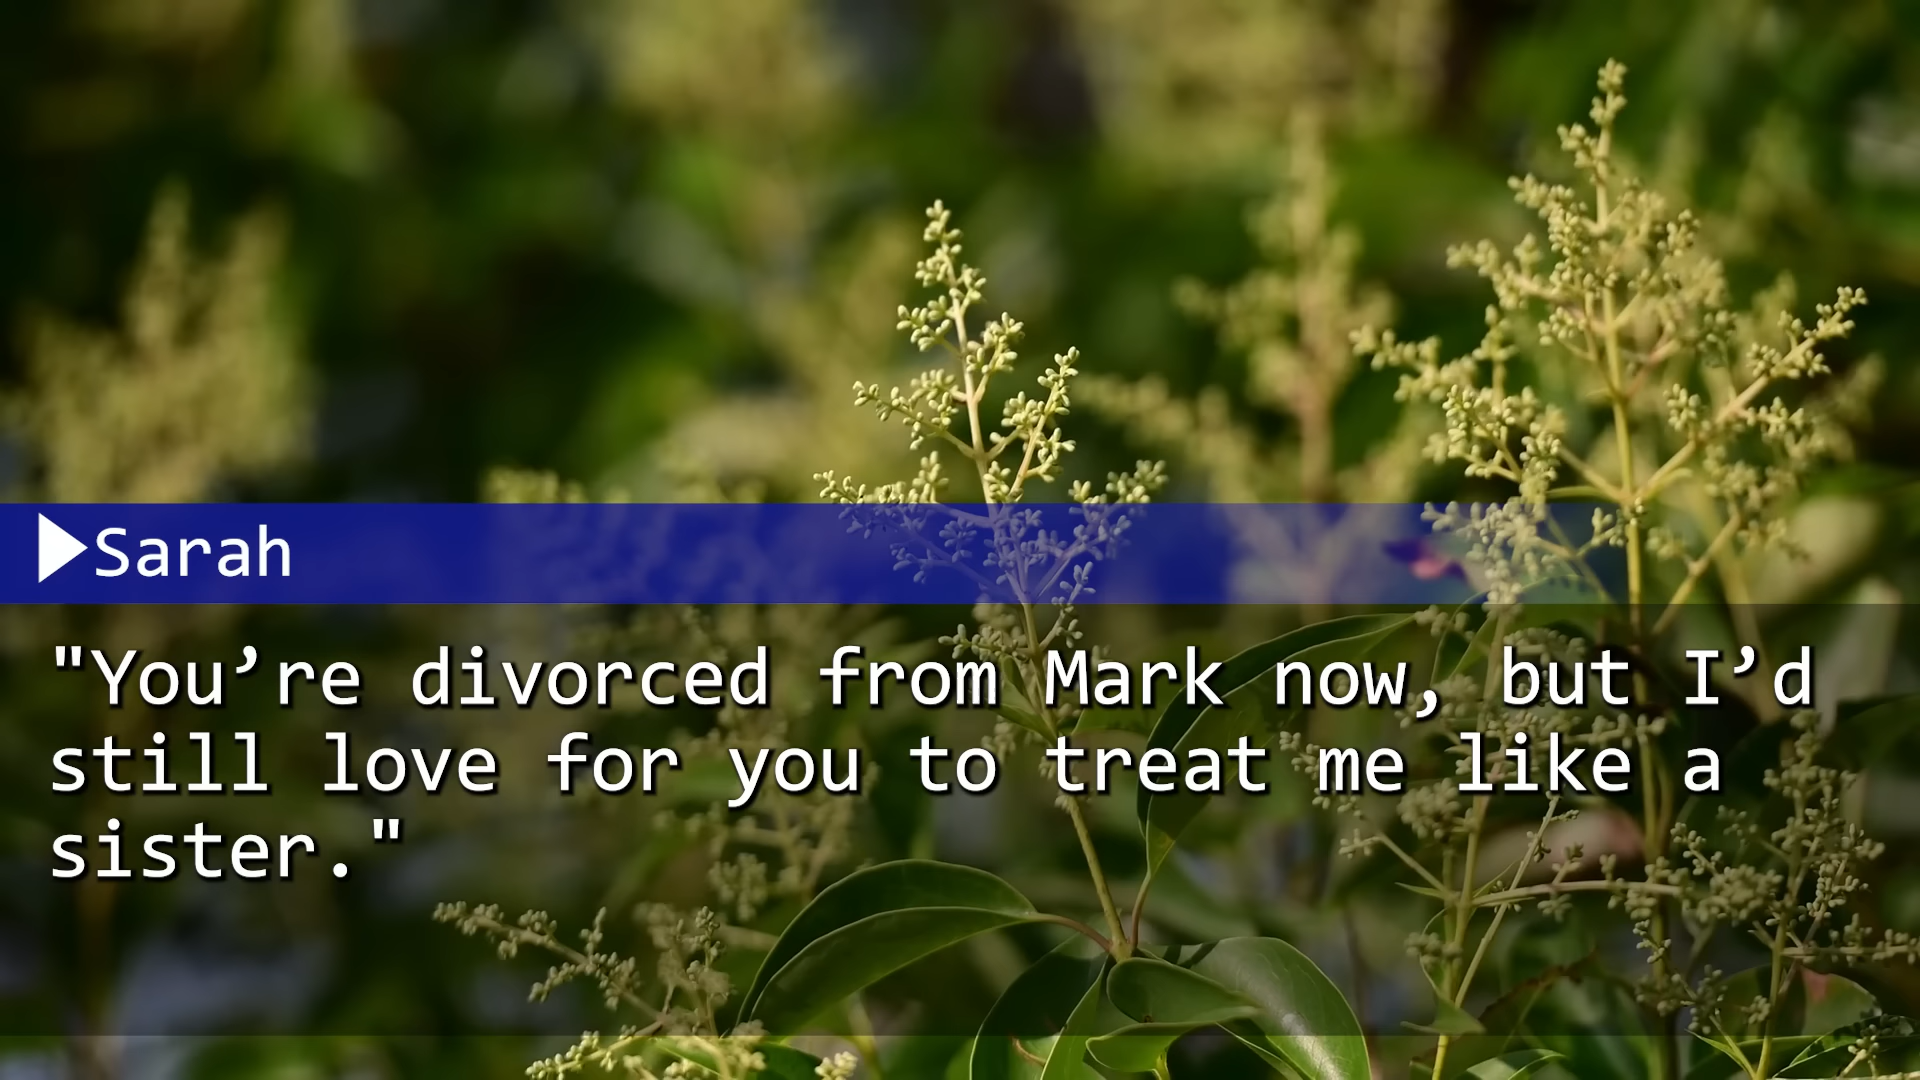 Sarah
"You’re divorced from Mark now, but I’d
still love for you to treat me like a
sister."